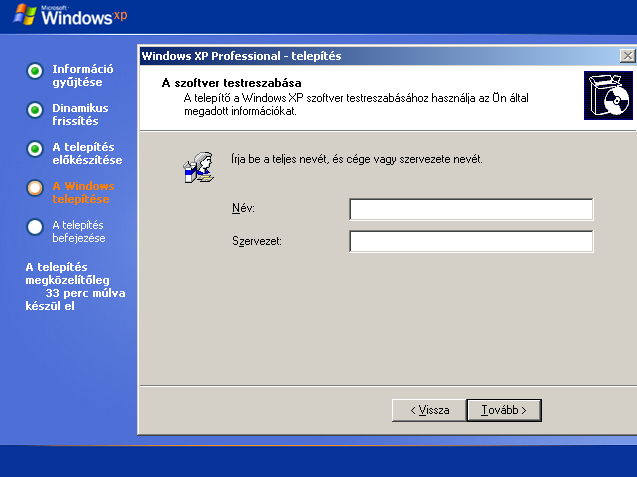 Microsoft
Windows xp
Információ
gyűjtése
Dinamikus
frissítés
A telepítés
előkészítése
A Windows
telepítése
A telepítés
befejezése
A telepítés
megközelítőleg
33 perc múlva
készül el
Windows XP Professional - telepítés
A szoftver testreszabása
A telepítő a Windows XP szoftver testreszabásához használja az Ön által
megadott információkat.
Írja be a teljes nevét, és cége vagy szervezete nevét.
Név:
Szervezet:
< Vissza
Tovább >